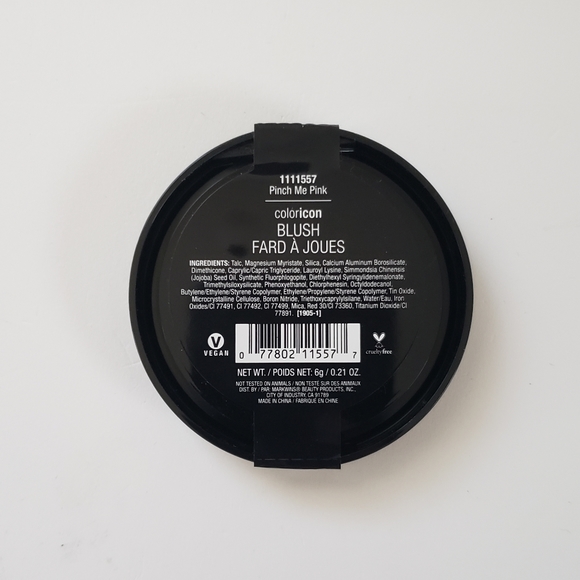 1111557
Pinch Me Pink
coloricon
BLUSH
FARD À JOUES
INGREDIENTS: Talc, Magnesium Myristate, Silica, Calcium Aluminum Borosilicate,
Dimethicone, Caprylic/Capric Triglyceride, Lauroyl Lysine, Simmondsia Chinensis
(Jojoba) Seed Oil, Synthetic Fluorphlogopite, Diethylhexyl Syringylidenemalonate,
Trimethylsiloxysilicate, Phenoxyethanol, Chlorphenesin, Octyldodecanol,
Butylene/Ethylene/Styrene Copolymer, Ethylene/Propylene/Styrene Copolymer, Tin Oxide,
Microcrystalline Cellulose, Boron Nitride, Triethoxycaprylylsilane, Water/Eau, Iron
Oxides/CI 77491, CI 77492, CI 77499, Mica, Red 30/CI 73360, Titanium Dioxide/CI
77891. [1905-1]
V
VEGAN
0 77802 11557 7
crueltyfree
NET WT. / POIDS NET: 6g / 0.21 OZ.
NOT TESTED ON ANIMALS / NON TESTE SUR DES ANIMAUX
DIST. BY / PAR: MARKWINS® BEAUTY PRODUCTS, INC.,
CITY OF INDUSTRY, CA 91789
MADE IN CHINA / FABRIQUÉ EN CHINE